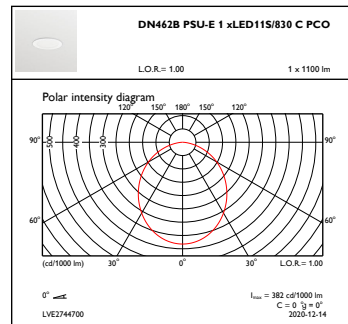 DN462B PSU-E 1 xLED11S/830 C PCO
L.O.R.= 1.00 1 x 1100 lm
Polar intensity diagram
120° 150° 180° 150° 120°
90° 500 400 300 90°
60° 60°
(cd/1000 lm) 30° 0° 30° L.O.R.= 1.00
0° Imax = 382 cd/1000 lm
C = 0 °g = 0°
LVE2744700 2020-12-14